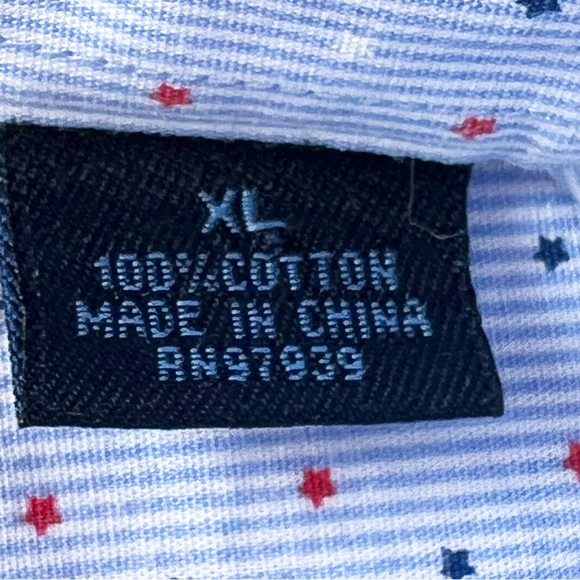 XL
100% COTTON
MADE IN CHINA
RN97939